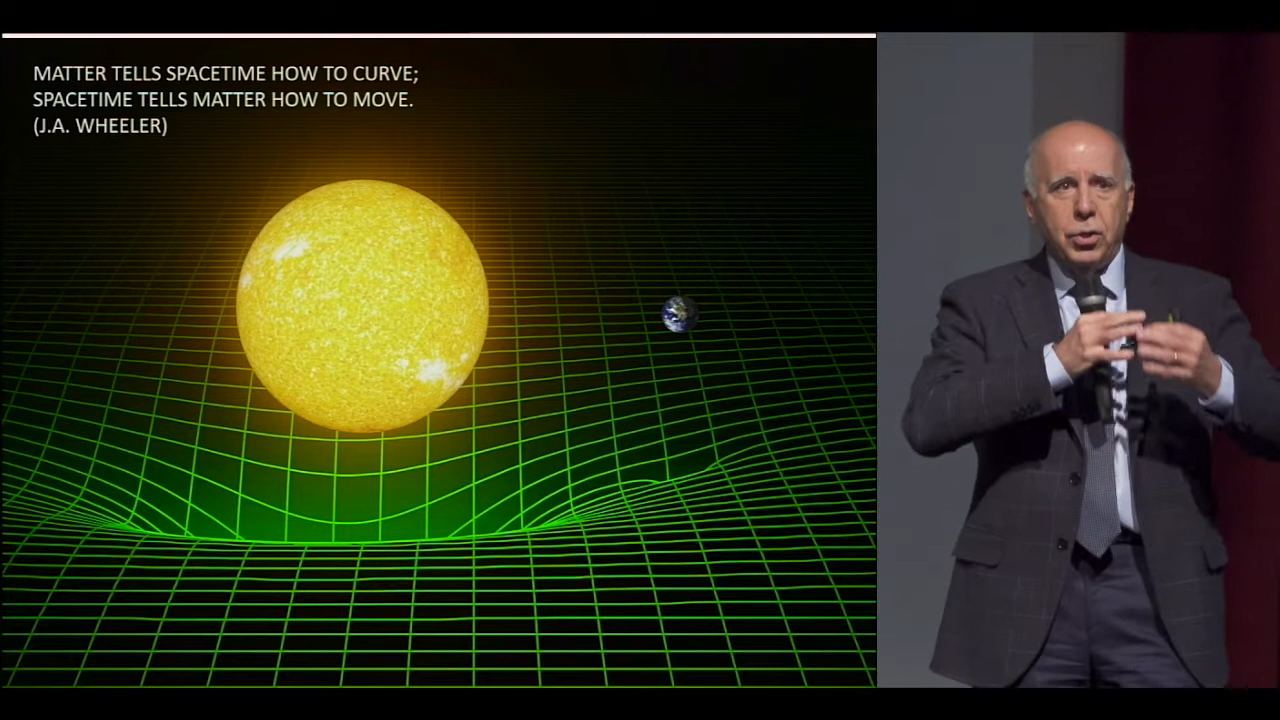 MATTER TELLS SPACETIME HOW TO CURVE;
SPACETIME TELLS MATTER HOW TO MOVE.
(J.A. WHEELER)